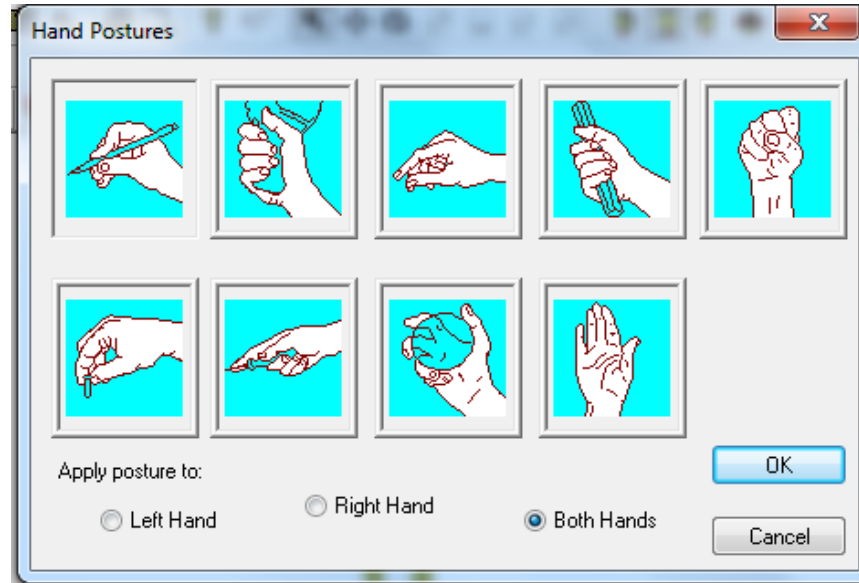 Hand Postures
Apply posture to:
Left Hand
Right Hand
Both Hands
OK
Cancel